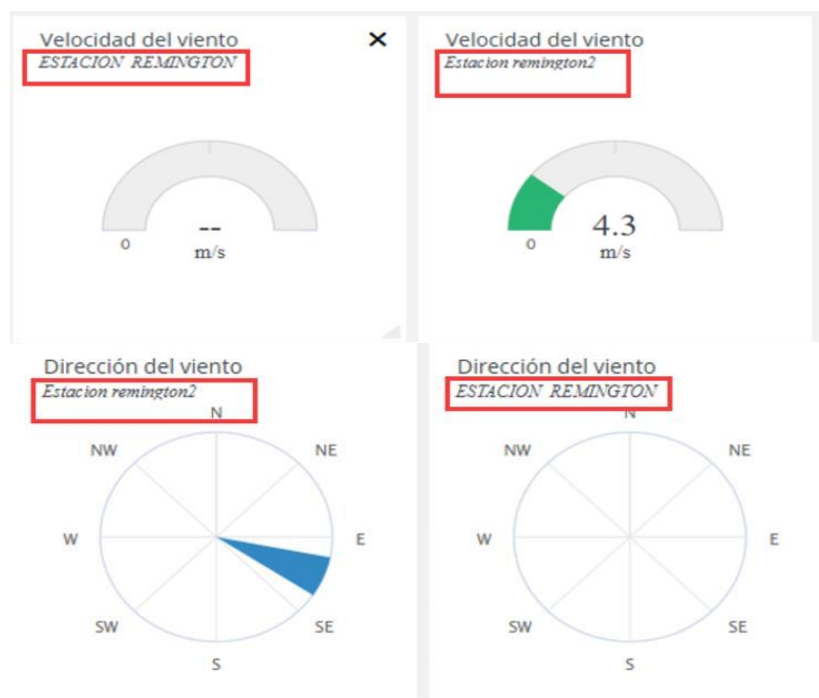 Velocidad del viento
ESTACION REMINGTON
--
0
m/s
Velocidad del viento
Estacion remington2
4.3
0
m/s
Dirección del viento
Estacion remington2
N
NW
NE
W
E
SW
SE
S
Dirección del viento
ESTACION REMINGTON
N
NW
NE
W
E
SW
SE
S